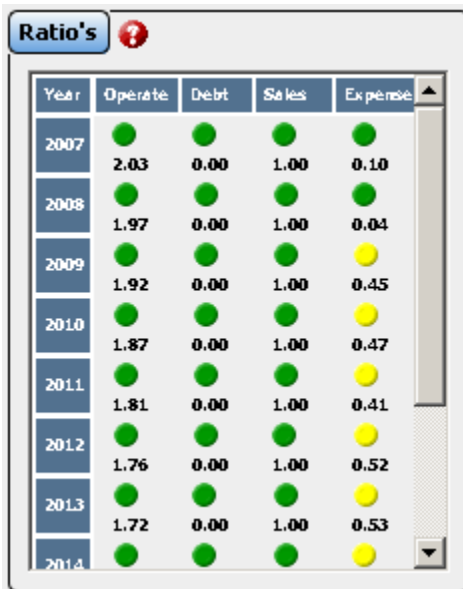 Ratio's ?
Year Operate Debt Sales Expense
2007 2.03 0.00 1.00 0.10
2008 1.97 0.00 1.00 0.04
2009 1.92 0.00 1.00 0.45
2010 1.87 0.00 1.00 0.47
2011 1.81 0.00 1.00 0.41
2012 1.76 0.00 1.00 0.52
2013 1.72 0.00 1.00 0.53
2014